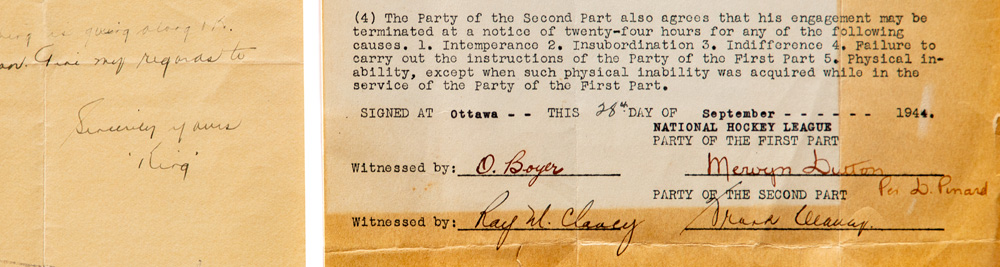 as going along OK.
Give my regards to
Sincerely yours
'King'
(4) The Party of the Second Part also agrees that his engagement may be
terminated at a notice of twenty-four hours for any of the following
causes. 1. Intemperance 2. Insubordination 3. Indifference 4. Failure to
carry out the instructions of the Party of the First Part 5. Physical in-
ability, except when such physical inability was acquired while in the
service of the Party of the First Part.
SIGNED AT Ottawa - - THIS 28th DAY OF September - - - - - - 1944.
NATIONAL HOCKEY LEAGUE
PARTY OF THE FIRST PART
Witnessed by: O. Boyer Mervyn Dutton
PARTY OF THE SECOND PART Per D. Pinard
Witnessed by: Ray M. Clancy Frank Clancy.